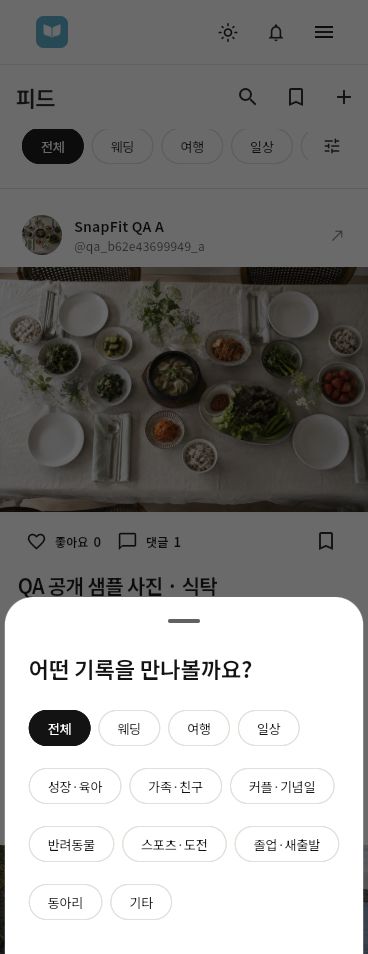 피드
전체 웨딩 여행 일상
SnapFit QA A
@qa_b62e43699949_a
좋아요 0 댓글 1
QA 공개 샘플 사진 · 식탁
어떤 기록을 만나볼까요?
전체 웨딩 여행 일상
성장·육아 가족·친구 커플·기념일
반려동물 스포츠·도전 졸업·새출발
동아리 기타